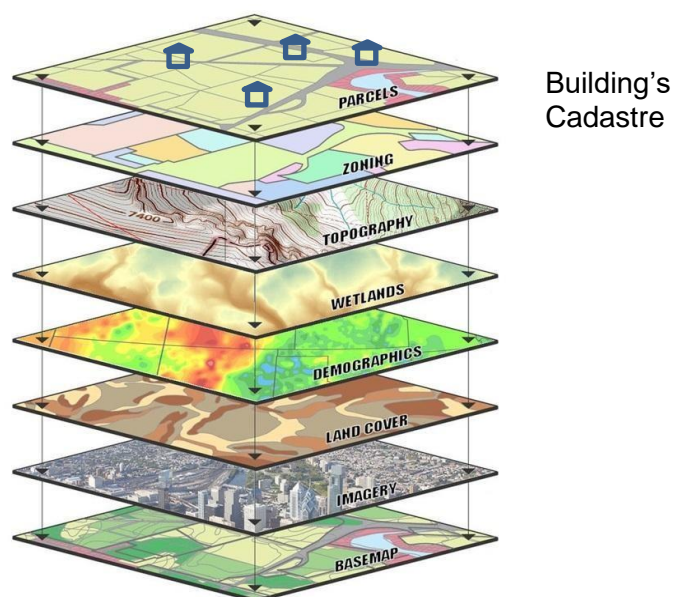 Building's
Cadastre
PARCELS
ZONING
7400
TOPOGRAPHY
WETLANDS
DEMOGRAPHICS
LAND COVER
IMAGERY
BASEMAP